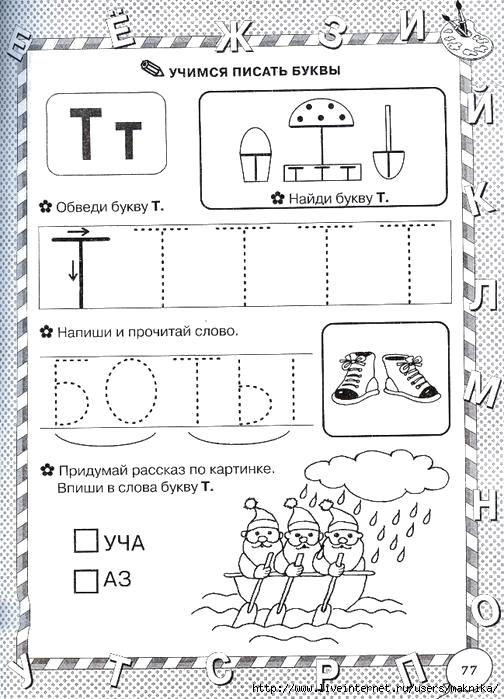 Е Ё Ж З И
УЧИМСЯ ПИСАТЬ БУКВЫ
Т т
Т Т Т Т Т
Найди букву Т.
Обведи букву Т.
Т Т Т Т Т
Напиши и прочитай слово.
БОТЫ
Придумай рассказ по картинке.
Впиши в слова букву Т.
УЧА
АЗ
Й
К
Л
М
Н
О
У Т С Р П
77
http://www.liveinternet.ru/users/maknika/